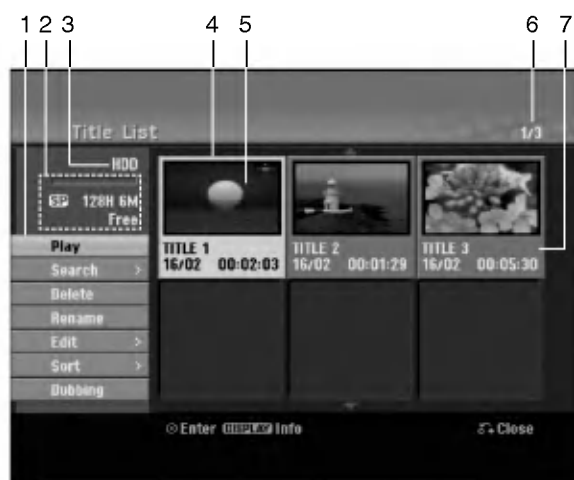 1 2 3 4 5 6 7
Title List
1/3
HDD
SP 128H 6M
Free
Play
Search >
Delete
Rename
Edit >
Sort >
Dubbing
TITLE 1
16/02 00:02:03
TITLE 2
16/02 00:01:29
TITLE 3
16/02 00:05:30
Enter DISPLAY Info
Close